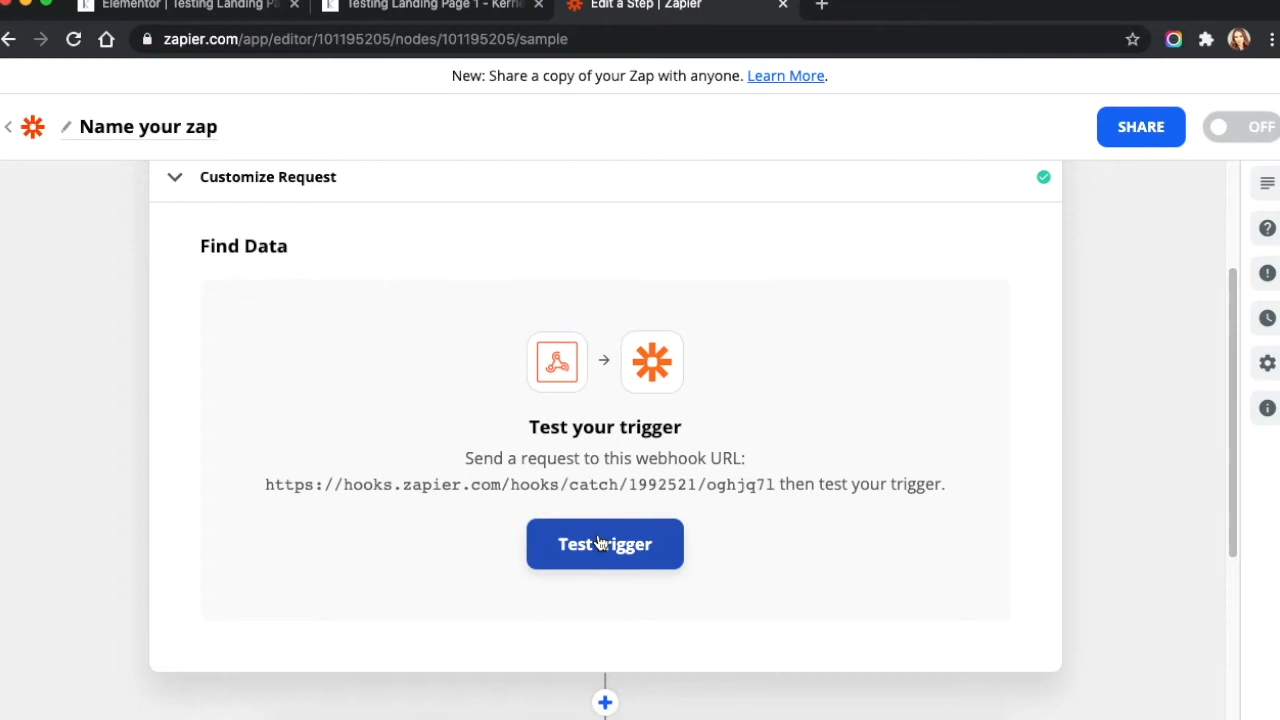 Elementor | Testing Landing Pa
Testing Landing Page 1 - Kerne
Edit a Step | Zapier
zapier.com/app/editor/101195205/nodes/101195205/sample
New: Share a copy of your Zap with anyone. Learn More.
Name your zap
SHARE
OFF
Customize Request
Find Data
Test your trigger
Send a request to this webhook URL:
https://hooks.zapier.com/hooks/catch/1992521/oghjq7l then test your trigger.
Test trigger